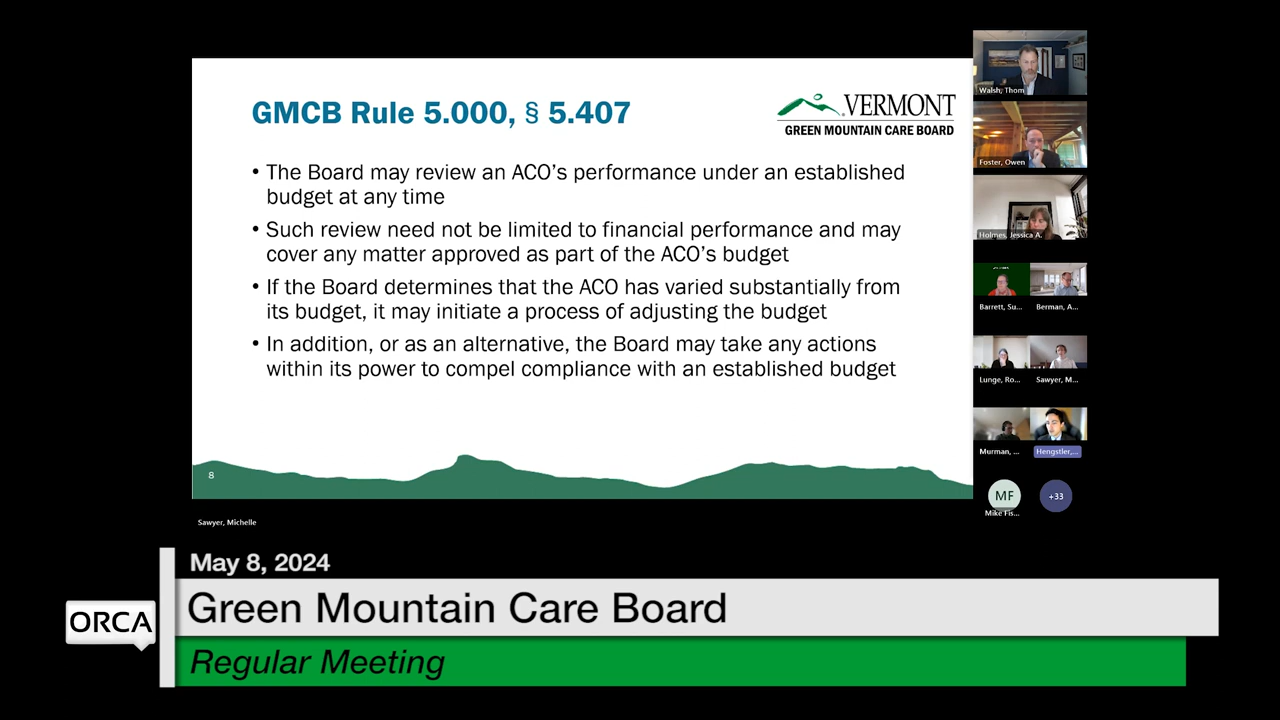 GMCB Rule 5.000, § 5.407
VERMONT
GREEN MOUNTAIN CARE BOARD
• The Board may review an ACO's performance under an established
budget at any time
• Such review need not be limited to financial performance and may
cover any matter approved as part of the ACO's budget
• If the Board determines that the ACO has varied substantially from
its budget, it may initiate a process of adjusting the budget
• In addition, or as an alternative, the Board may take any actions
within its power to compel compliance with an established budget
8
Sawyer, Michelle
Walsh, Thom
Foster, Owen
Holmes, Jessica A.
Barrett, Su...
Berman, A...
Lunge, Ro...
Sawyer, M...
Murman, ...
Hengstler,...
MF
+33
Mike Fis...
May 8, 2024
ORCA
Green Mountain Care Board
Regular Meeting